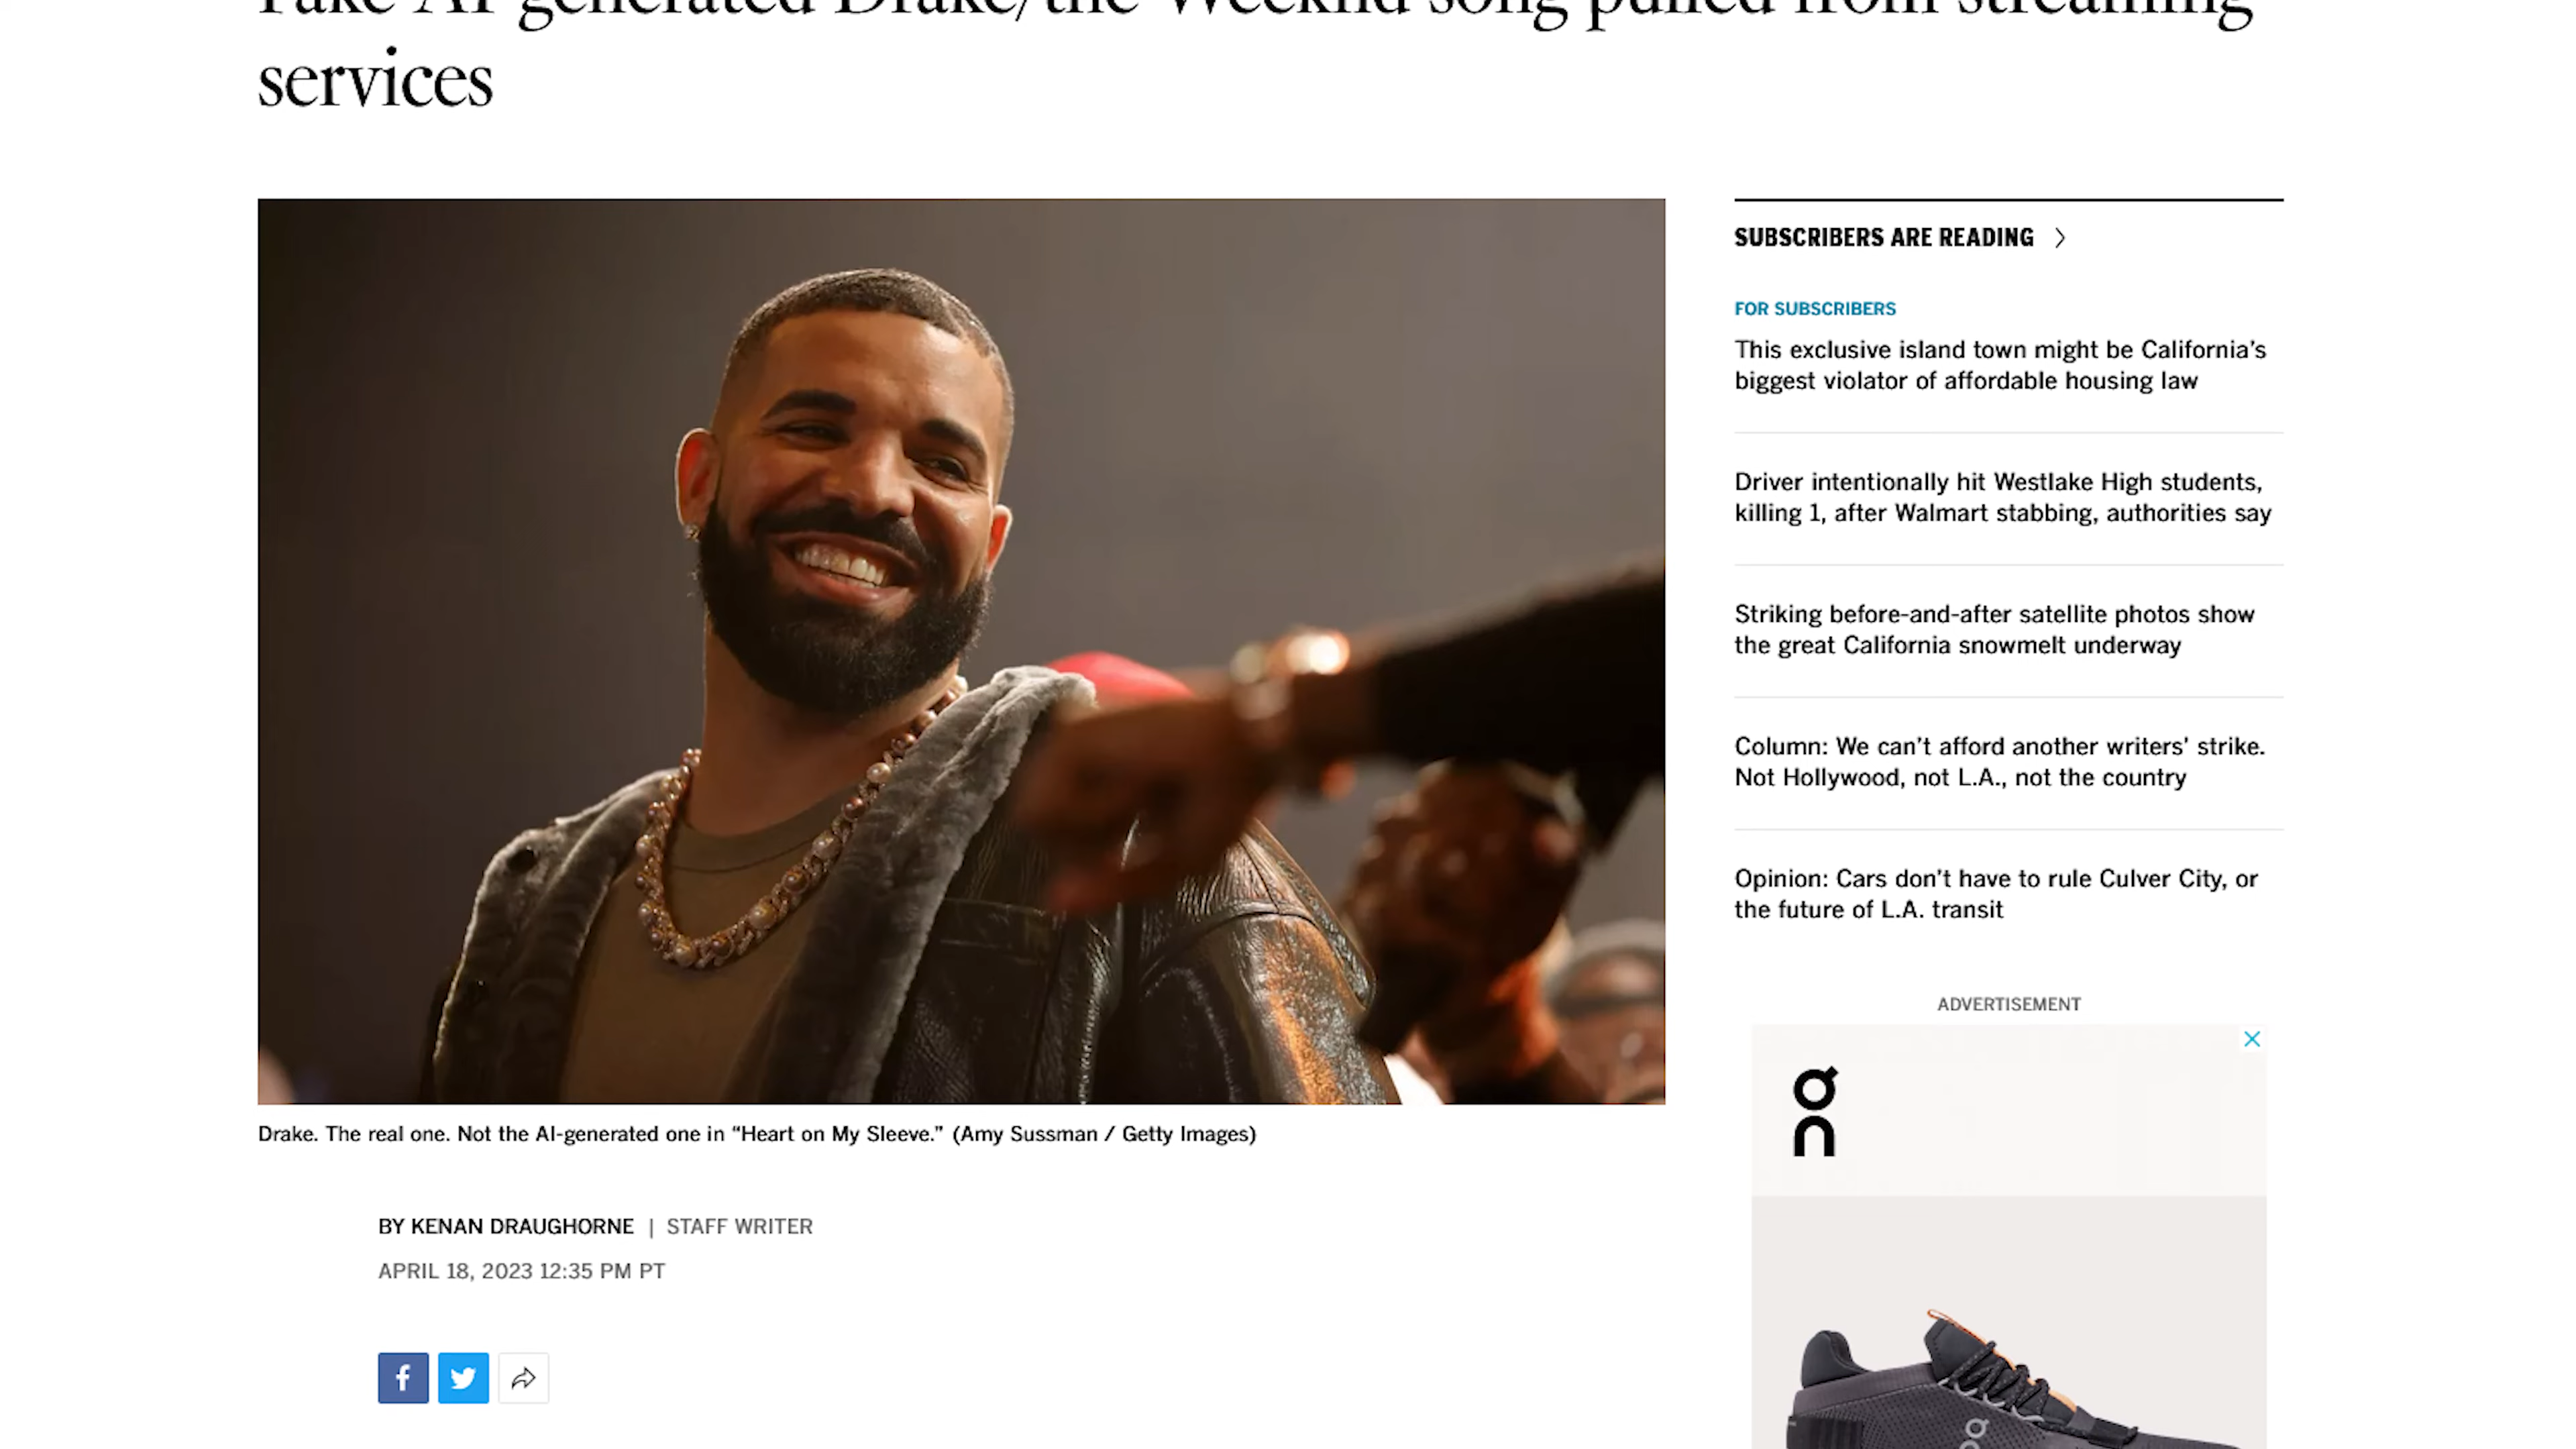 Fake AI-generated Drake/the Weeknd song pulled from streaming
services
SUBSCRIBERS ARE READING
FOR SUBSCRIBERS
This exclusive island town might be California’s
biggest violator of affordable housing law
Driver intentionally hit Westlake High students,
killing 1, after Walmart stabbing, authorities say
Striking before-and-after satellite photos show
the great California snowmelt underway
Column: We can’t afford another writers’ strike.
Not Hollywood, not L.A., not the country
Opinion: Cars don’t have to rule Culver City, or
the future of L.A. transit
ADVERTISEMENT
On
Drake. The real one. Not the AI-generated one in “Heart on My Sleeve.” (Amy Sussman / Getty Images)
BY KENAN DRAUGHORNE | STAFF WRITER
APRIL 18, 2023 12:35 PM PT